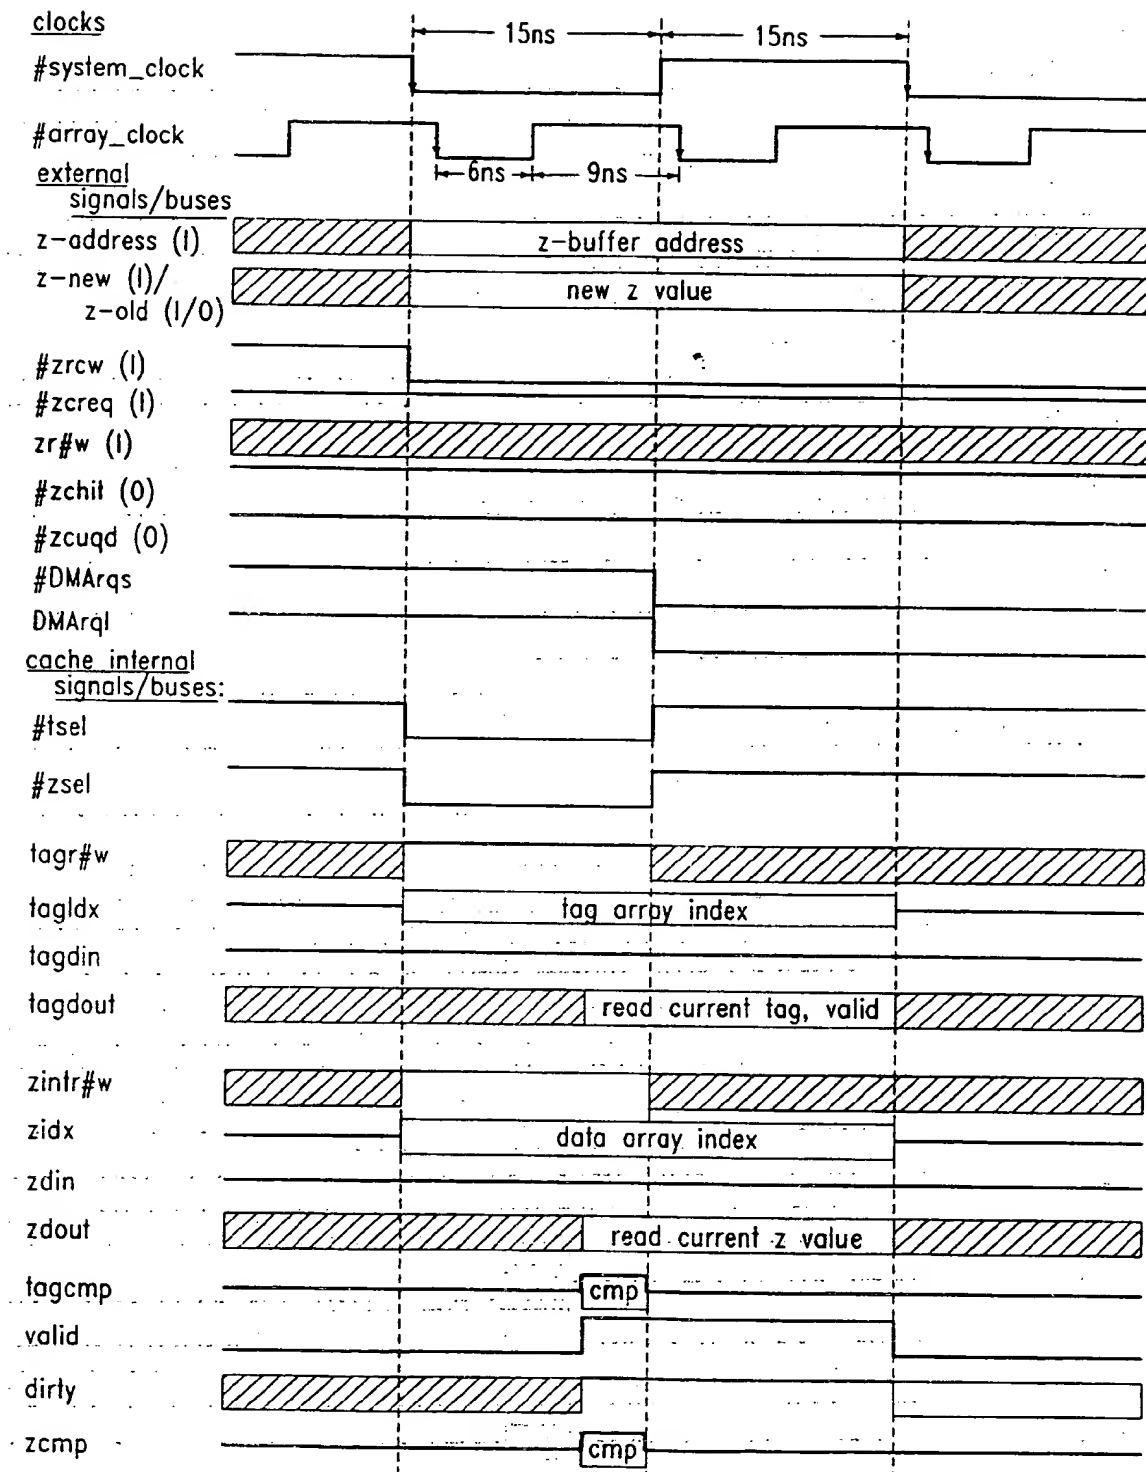 clocks
15ns 15ns
#system_clock
#array_clock
6ns 9ns
external
signals/buses
z-address (I) z-buffer address
z-new (I)/ new z value
z-old (I/O)
#zrcw (I)
#zcreq (I)
zr#w (I)
#zchit (O)
#zcuqd (O)
#DMArqs
DMArql
cache internal
signals/buses:
#tsel
#zsel
tagr#w
tagIdx tag array index
tagdin
tagdout read current tag, valid
zintr#w
zidx data array index
zdin
zdout read current z value
tagcmp cmp
valid
dirty
zcmp cmp